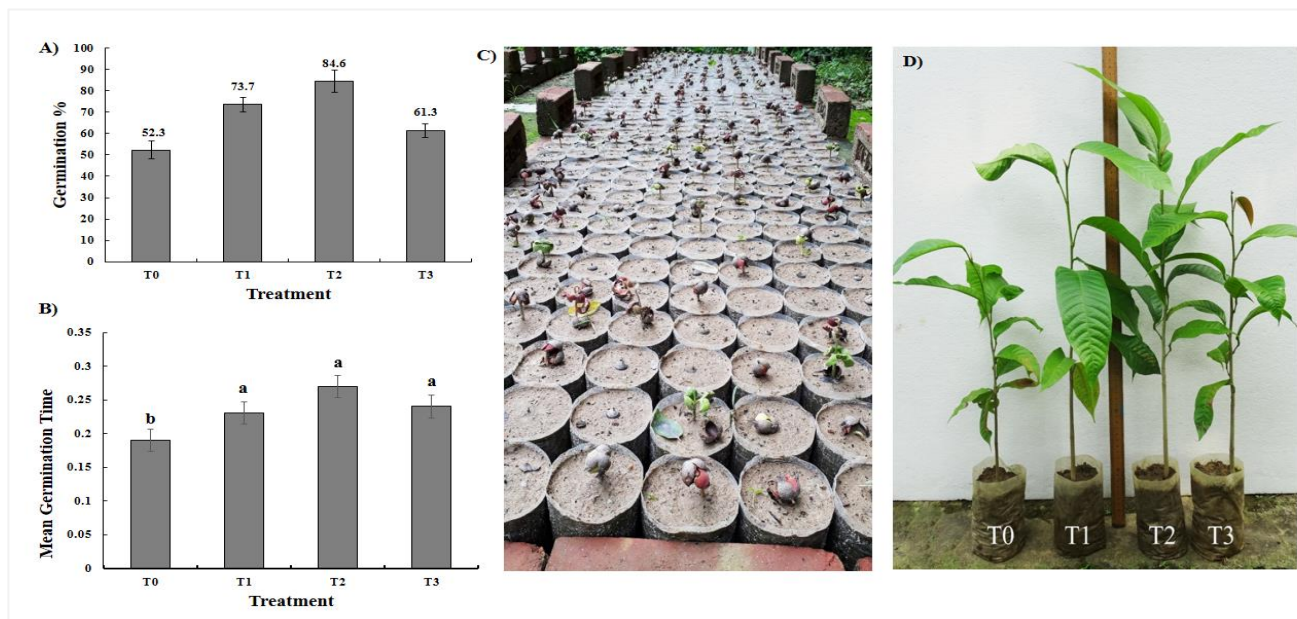 A)
100
90
80
70
60
50
40
30
20
10
0
Germination %
52.3
73.7
84.6
61.3
T0 T1 T2 T3
Treatment
B)
0.35
0.3
0.25
0.2
0.15
0.1
0.05
0
Mean Germination Time
b
a
a
a
T0 T1 T2 T3
Treatment
C)
D)
T0 T1 T2 T3